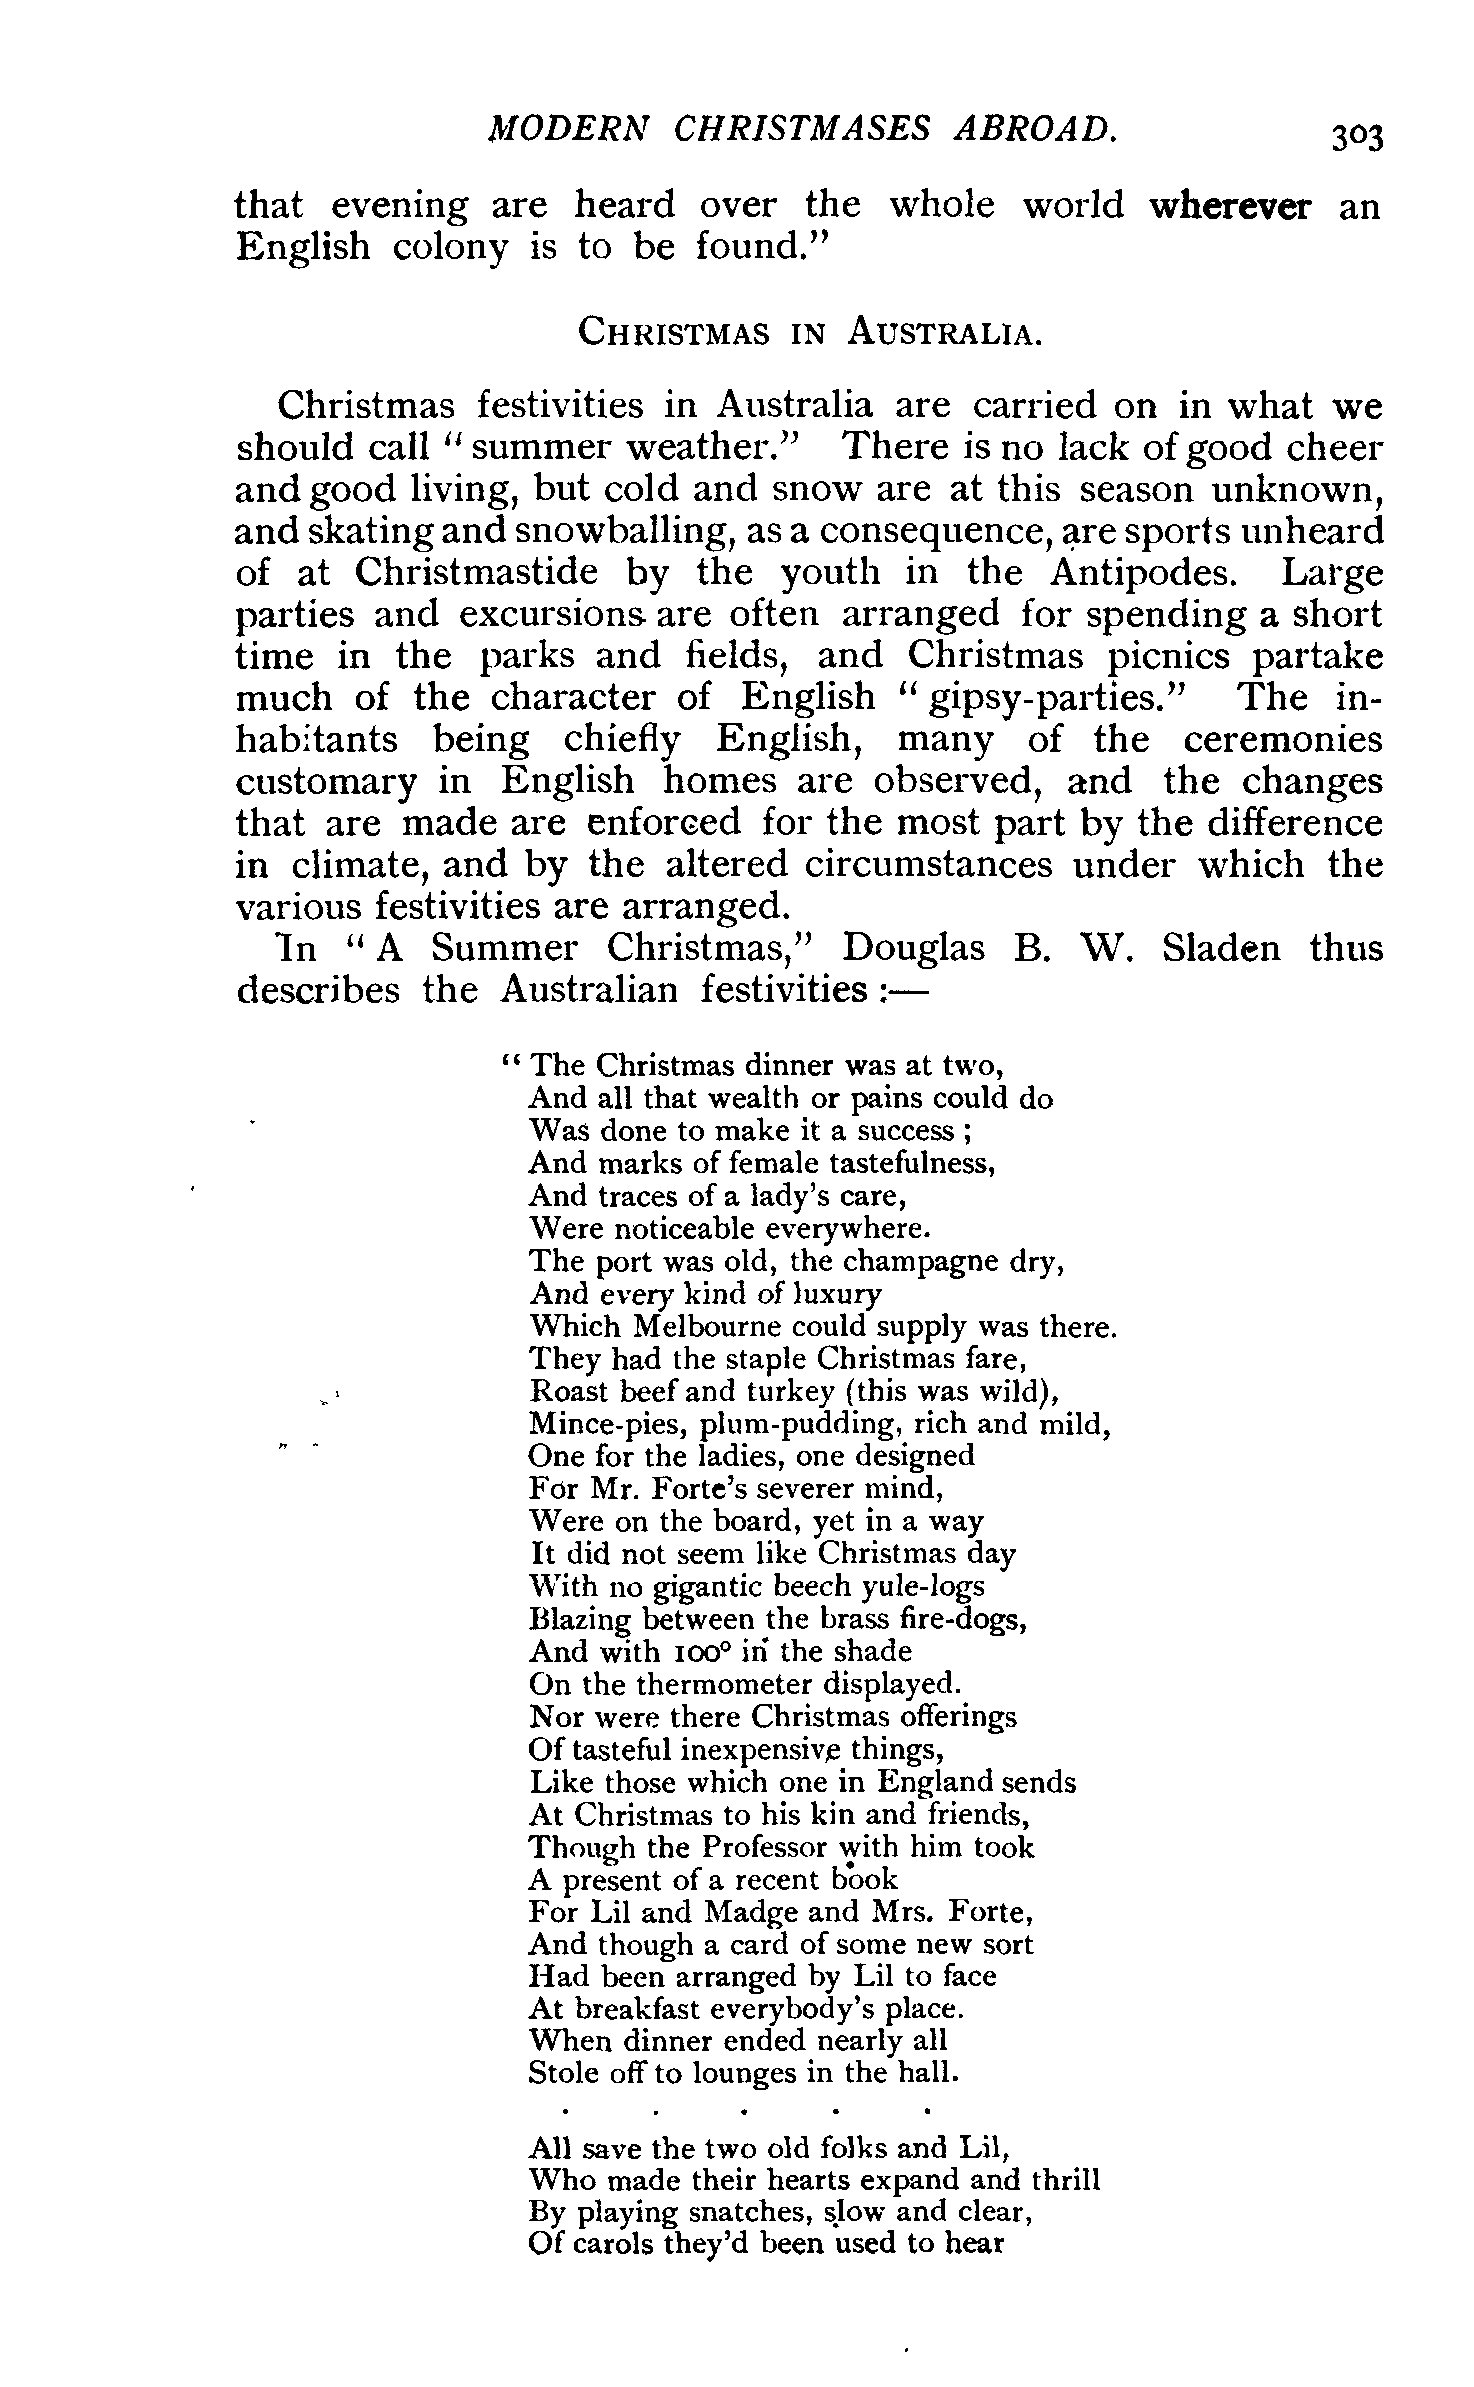 MODERN CHRISTMASES ABROAD. 303
that evening are heard over the whole world wherever an
English colony is to be found."
CHRISTMAS IN AUSTRALIA.
Christmas festivities in Australia are carried on in what we
should call "summer weather." There is no lack of good cheer
and good living, but cold and snow are at this season unknown,
and skating and snowballing, as a consequence, are sports unheard
of at Christmastide by the youth in the Antipodes. Large
parties and excursions are often arranged for spending a short
time in the parks and fields, and Christmas picnics partake
much of the character of English "gipsy-parties." The in-
habitants being chiefly English, many of the ceremonies
customary in English homes are observed, and the changes
that are made are enforced for the most part by the difference
in climate, and by the altered circumstances under which the
various festivities are arranged.
In "A Summer Christmas," Douglas B. W. Sladen thus
describes the Australian festivities :—
"The Christmas dinner was at two,
And all that wealth or pains could do
Was done to make it a success ;
And marks of female tastefulness,
And traces of a lady's care,
Were noticeable everywhere.
The port was old, the champagne dry,
And every kind of luxury
Which Melbourne could supply was there.
They had the staple Christmas fare,
Roast beef and turkey (this was wild),
Mince-pies, plum-pudding, rich and mild,
One for the ladies, one designed
For Mr. Forte's severer mind,
Were on the board, yet in a way
It did not seem like Christmas day
With no gigantic beech yule-logs
Blazing between the brass fire-dogs,
And with 100° in the shade
On the thermometer displayed.
Nor were there Christmas offerings
Of tasteful inexpensive things,
Like those which one in England sends
At Christmas to his kin and friends,
Though the Professor with him took
A present of a recent book
For Lil and Madge and Mrs. Forte,
And though a card of some new sort
Had been arranged by Lil to face
At breakfast everybody's place.
When dinner ended nearly all
Stole off to lounges in the hall.
. . . . .
All save the two old folks and Lil,
Who made their hearts expand and thrill
By playing snatches, slow and clear,
Of carols they'd been used to hear